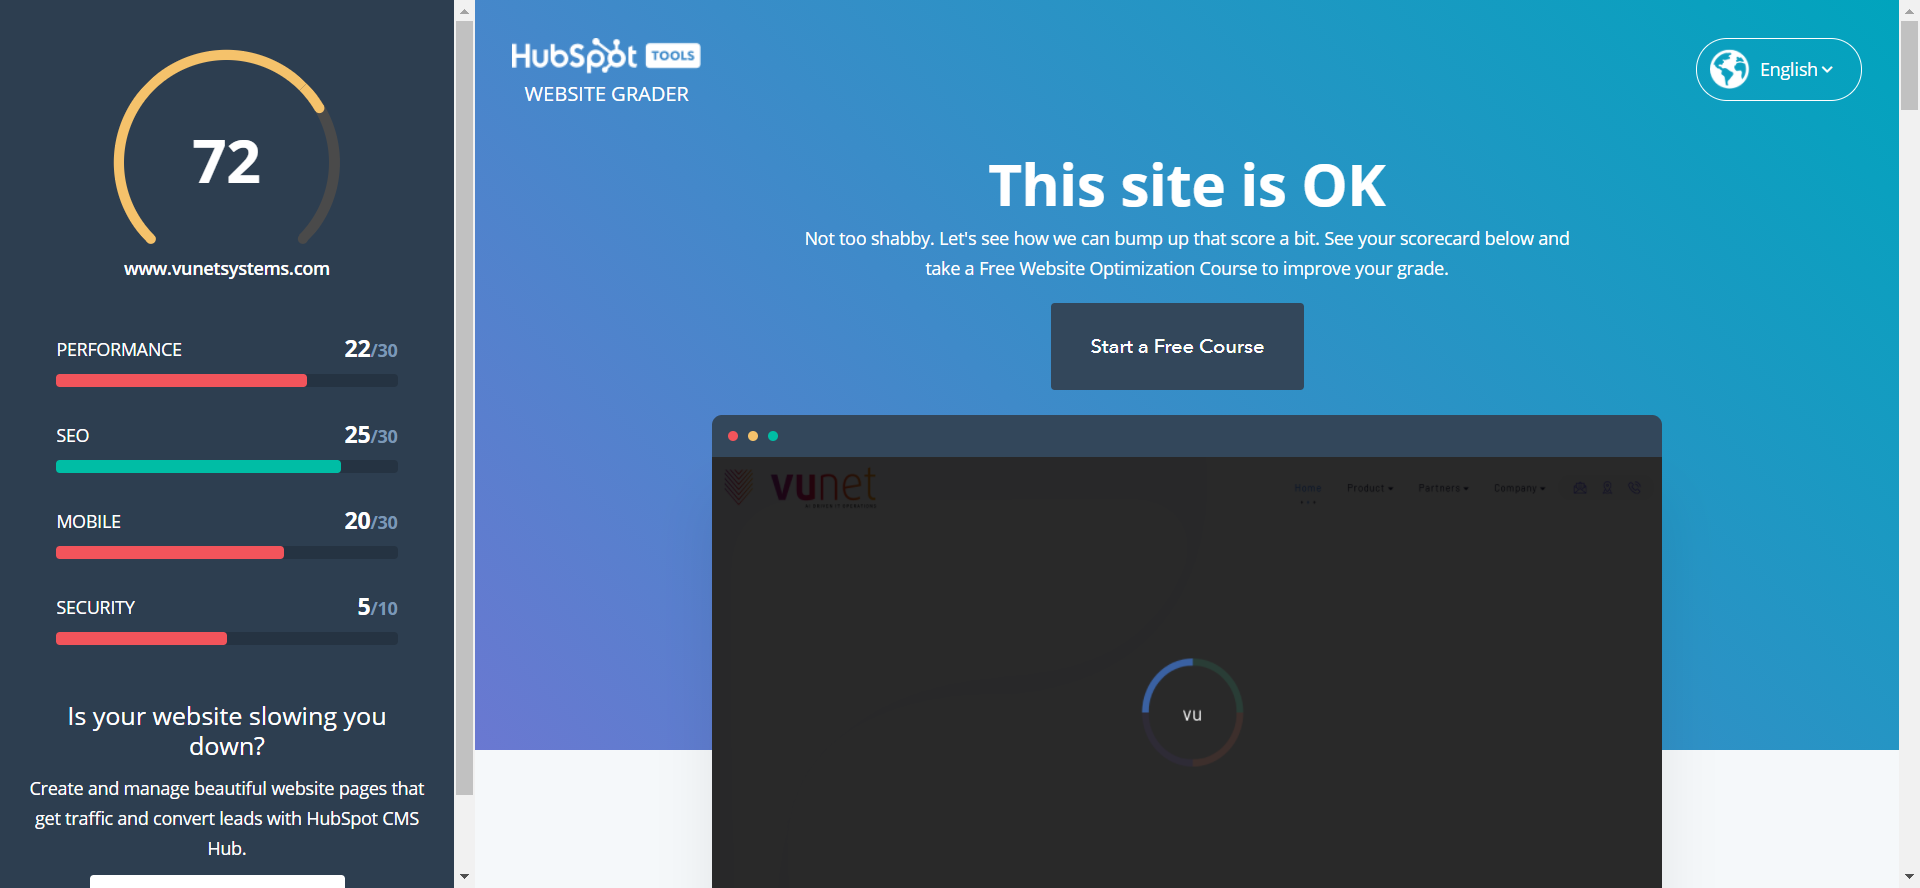 72
www.vunetsystems.com
PERFORMANCE 22/30
SEO 25/30
MOBILE 20/30
SECURITY 5/10
Is your website slowing you
down?
Create and manage beautiful website pages that
get traffic and convert leads with HubSpot CMS
Hub.
HubSpot TOOLS
WEBSITE GRADER
English
This site is OK
Not too shabby. Let's see how we can bump up that score a bit. See your scorecard below and
take a Free Website Optimization Course to improve your grade.
Start a Free Course
vunet
Home Product Partners Company
vu